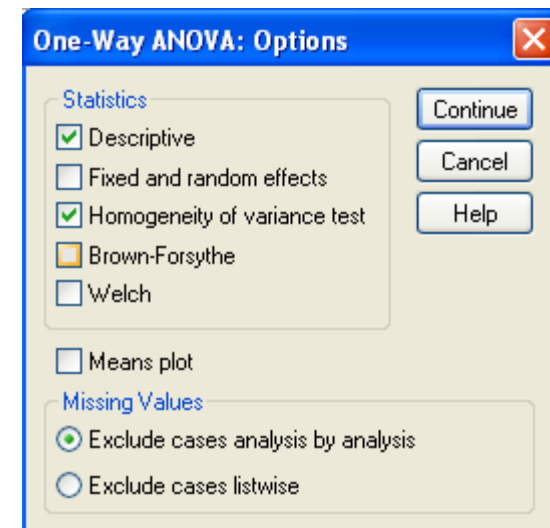 One-Way ANOVA: Options
Statistics
Descriptive
Fixed and random effects
Homogeneity of variance test
Brown-Forsythe
Welch
Continue
Cancel
Help
Means plot
Missing Values
Exclude cases analysis by analysis
Exclude cases listwise